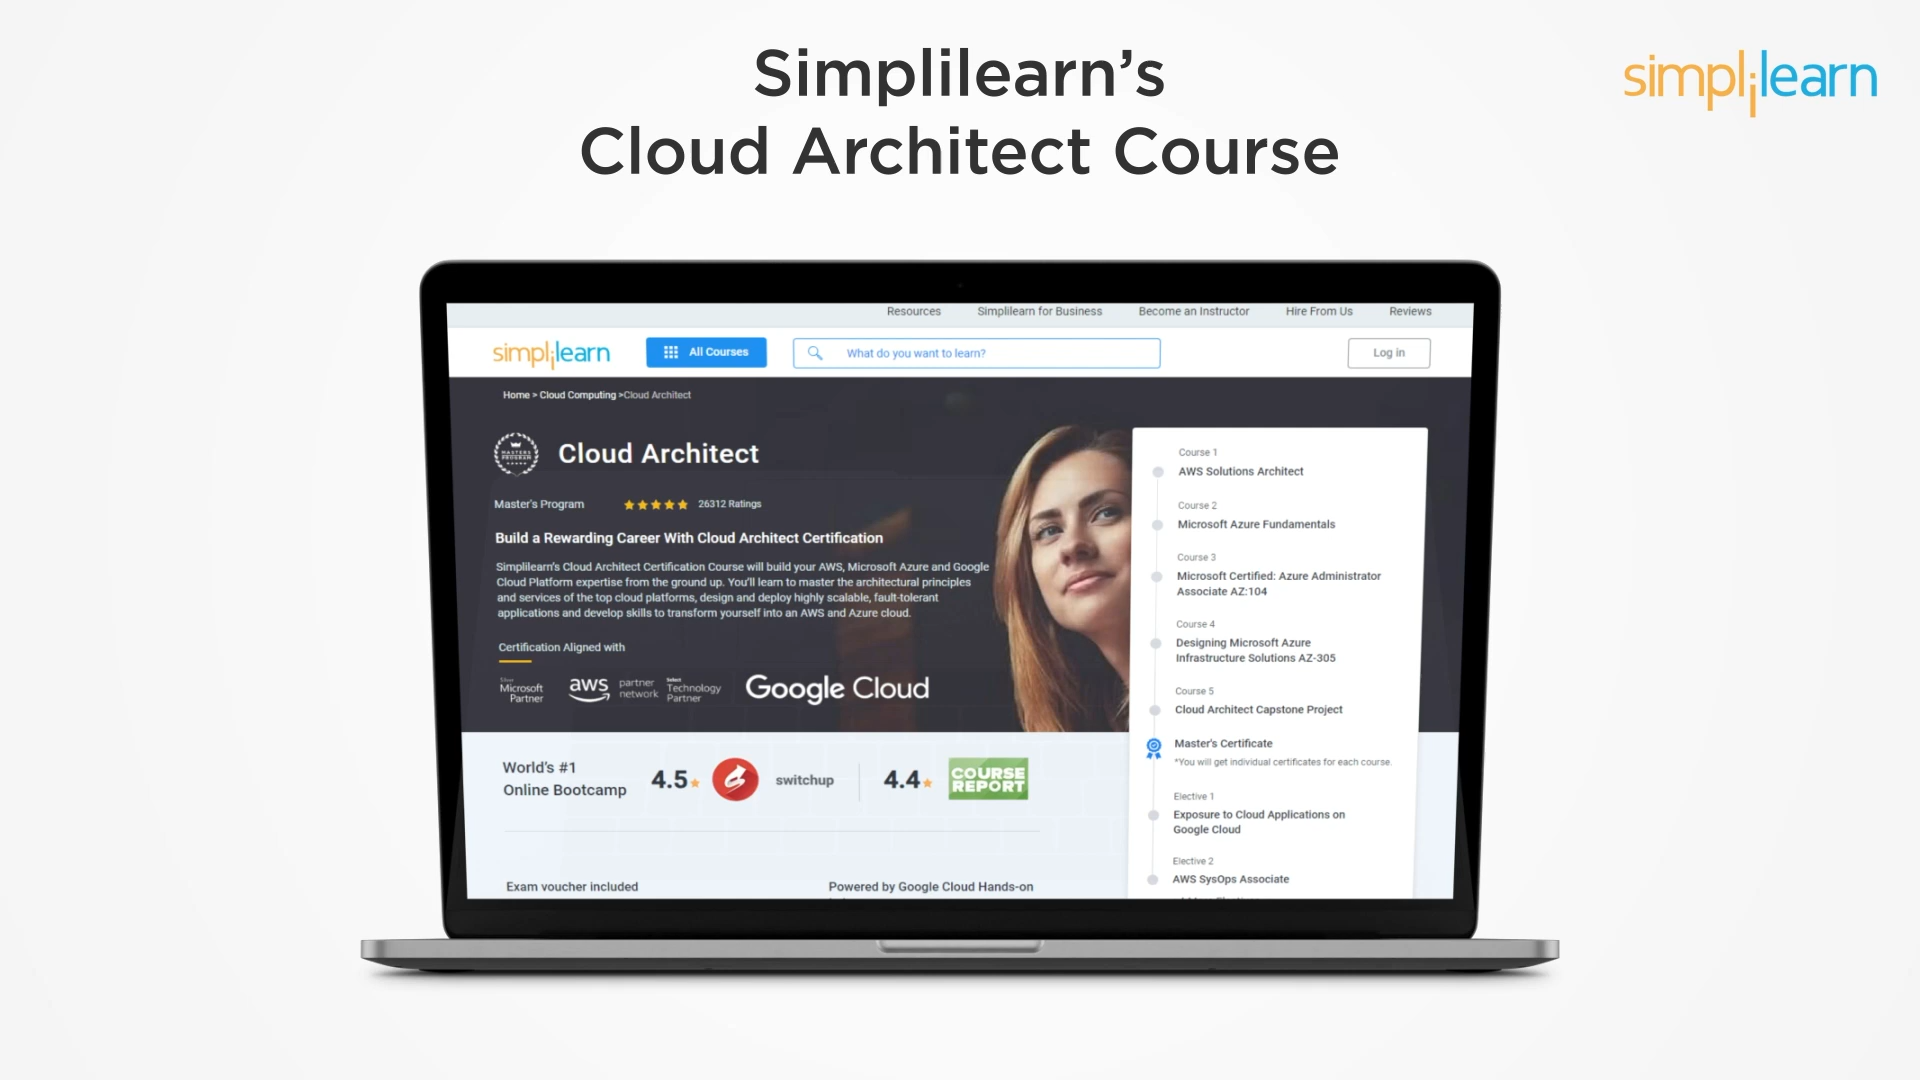 Simplilearn’s
Cloud Architect Course
simplilearn
Resources Simplilearn for Business Become an Instructor Hire From Us Reviews
simplilearn All Courses What do you want to learn? Log in
Home > Cloud Computing >Cloud Architect
MASTERS
PROGRAM
Cloud Architect
Master's Program 26312 Ratings
Build a Rewarding Career With Cloud Architect Certification
Simplilearn's Cloud Architect Certification Course will build your AWS, Microsoft Azure and Google
Cloud Platform expertise from the ground up. You'll learn to master the architectural principles
and services of the top cloud platforms, design and deploy highly scalable, fault-tolerant
applications and develop skills to transform yourself into an AWS and Azure cloud.
Certification Aligned with
Silver
Microsoft
Partner
aws
partner
network
Select
Technology
Partner
Google Cloud
World's #1
Online Bootcamp
4.5
switchup
4.4
COURSE
REPORT
Exam voucher included
Powered by Google Cloud Hands-on
Course 1
AWS Solutions Architect
Course 2
Microsoft Azure Fundamentals
Course 3
Microsoft Certified: Azure Administrator
Associate AZ:104
Course 4
Designing Microsoft Azure
Infrastructure Solutions AZ-305
Course 5
Cloud Architect Capstone Project
Master's Certificate
*You will get individual certificates for each course.
Elective 1
Exposure to Cloud Applications on
Google Cloud
Elective 2
AWS SysOps Associate